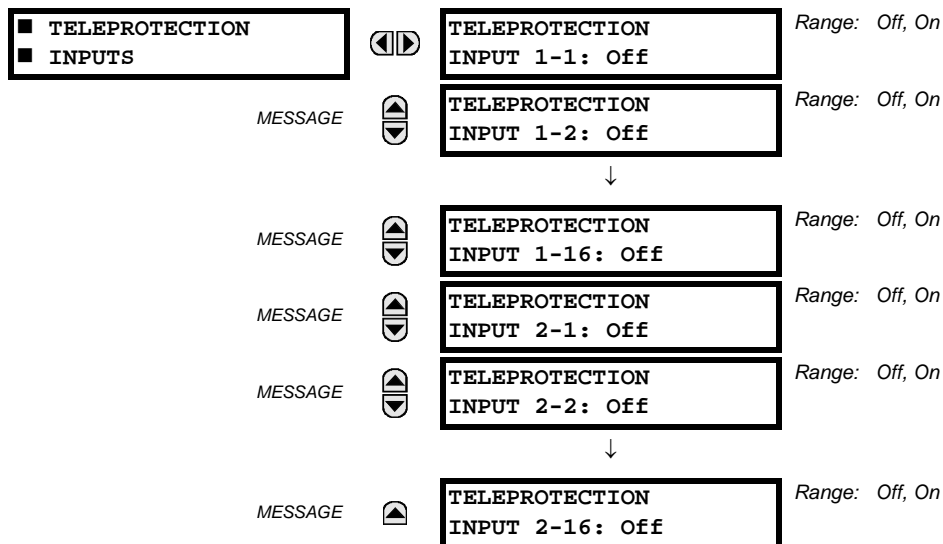 ■ TELEPROTECTION
■ INPUTS
TELEPROTECTION
INPUT 1-1: Off
Range: Off, On
MESSAGE
TELEPROTECTION
INPUT 1-2: Off
Range: Off, On
↓
MESSAGE
TELEPROTECTION
INPUT 1-16: Off
Range: Off, On
MESSAGE
TELEPROTECTION
INPUT 2-1: Off
Range: Off, On
MESSAGE
TELEPROTECTION
INPUT 2-2: Off
Range: Off, On
↓
MESSAGE
TELEPROTECTION
INPUT 2-16: Off
Range: Off, On